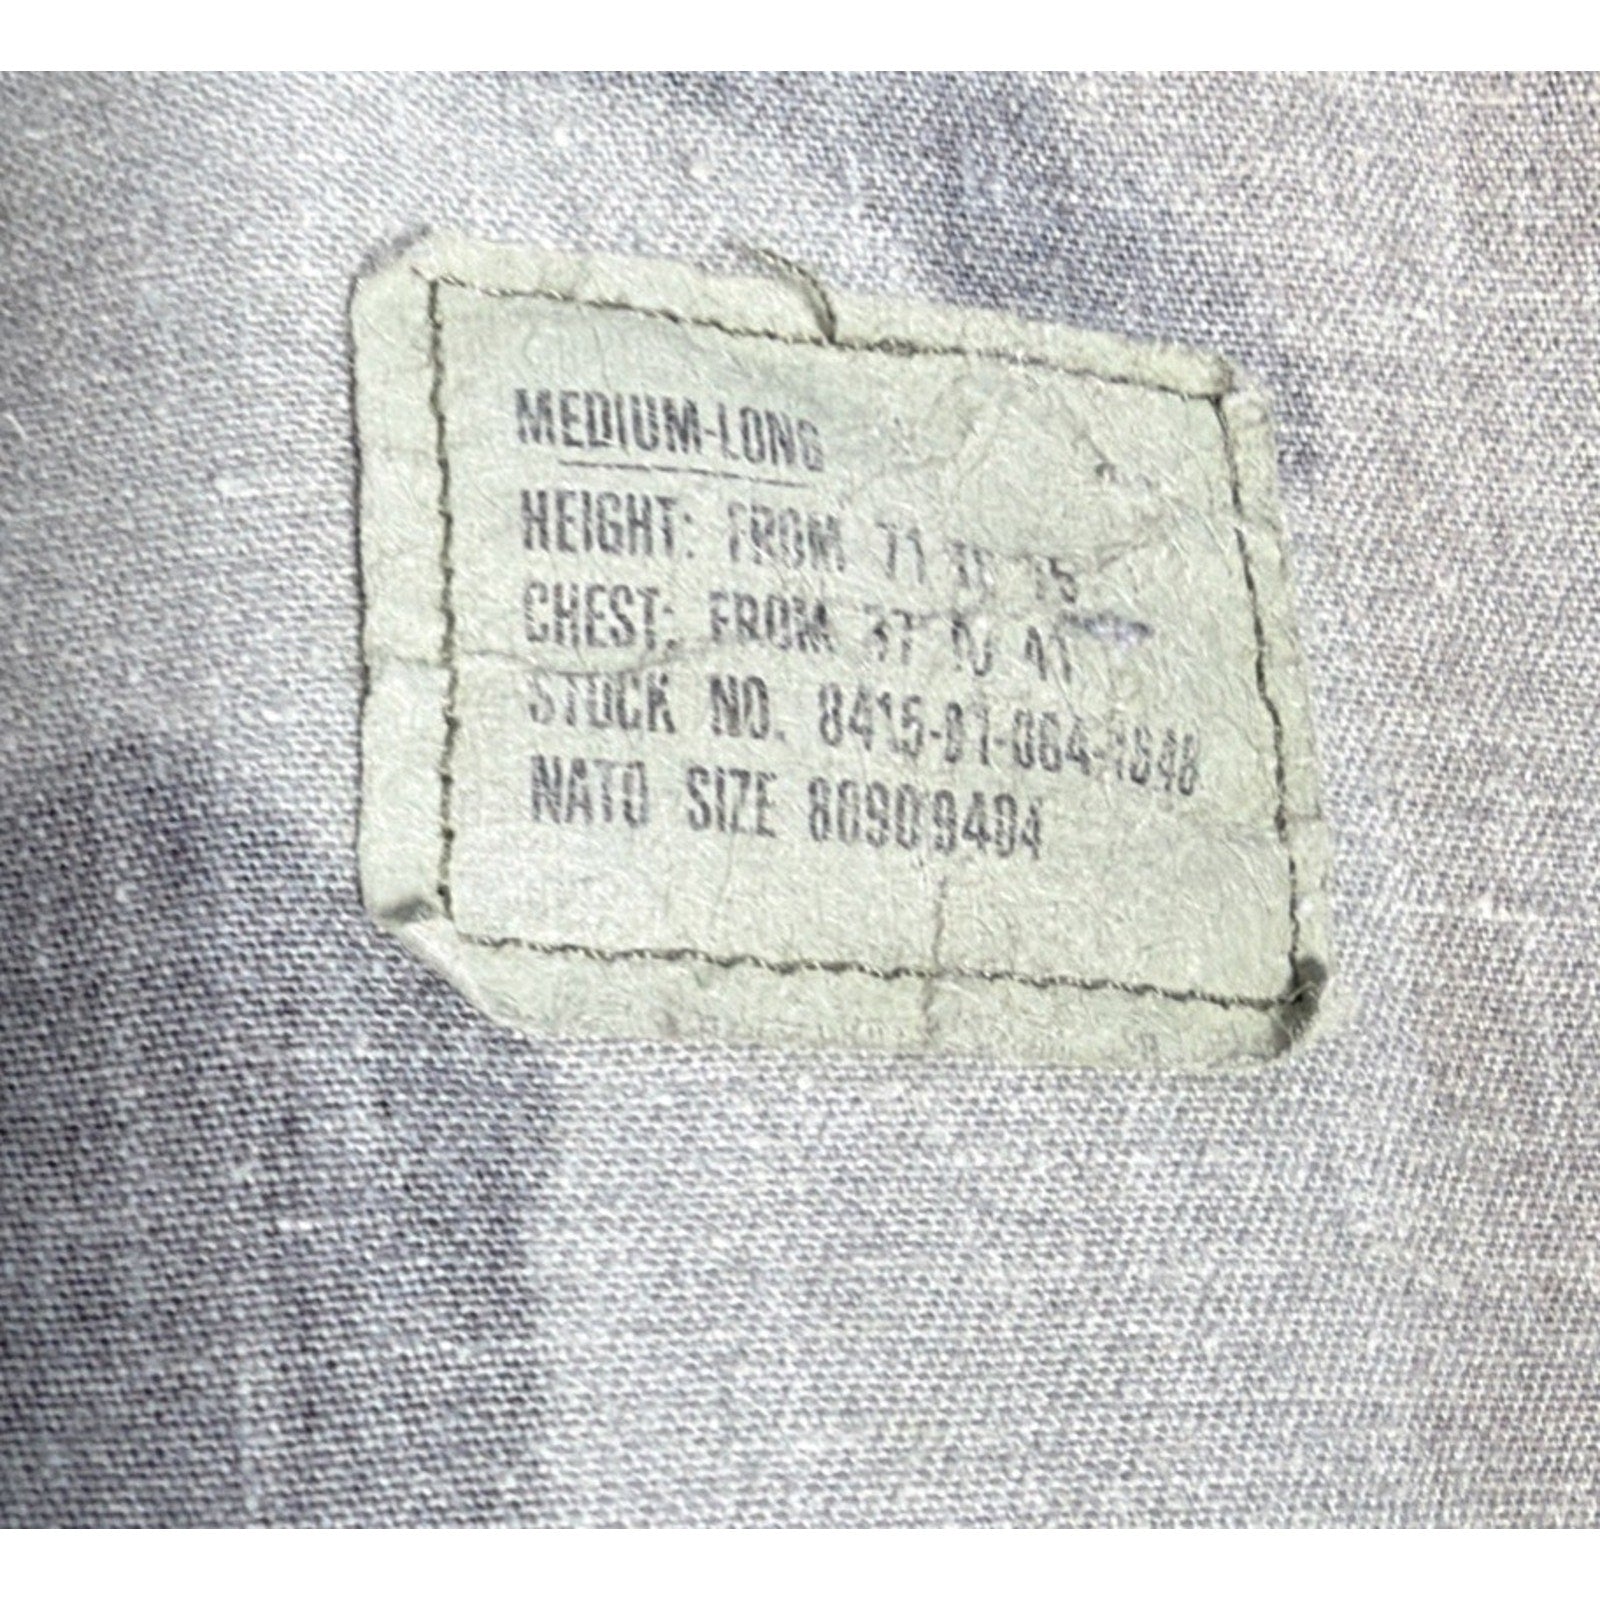 MEDIUM-LONG
HEIGHT: FROM 71 TO 75
CHEST: FROM 37 TO 41
STOCK NO. 8415-01-084-1648
NATO SIZE 8090 9404